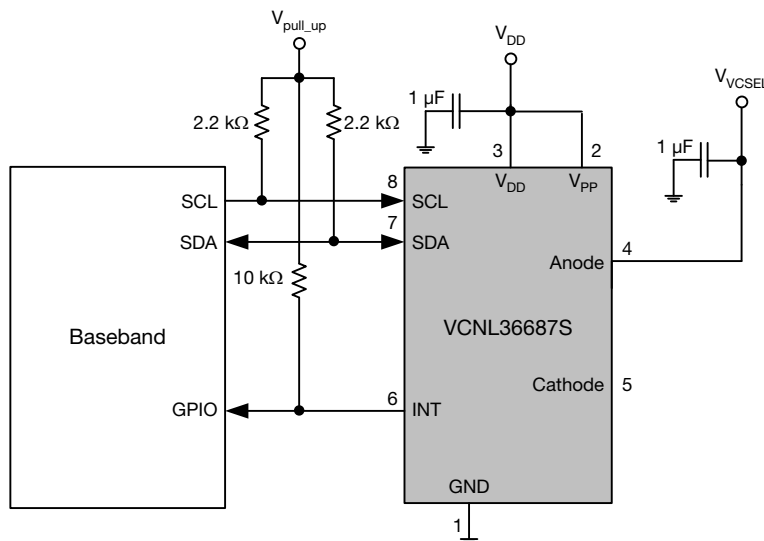 V_pull_up
V_DD
V_VCSEL
1 µF
2.2 kΩ
2.2 kΩ
1 µF
3
2
V_DD
V_PP
SCL
8
SCL
SDA
7
SDA
4
Anode
10 kΩ
Baseband
VCNL36687S
Cathode
5
GPIO
6
INT
GND
1